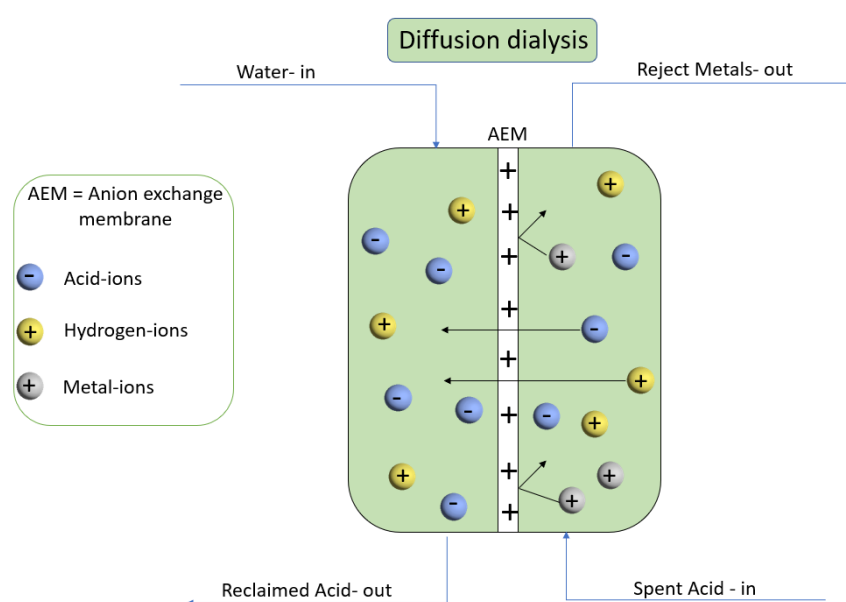 Diffusion dialysis
Water- in
Reject Metals- out
AEM
AEM = Anion exchange
membrane
Acid-ions
Hydrogen-ions
Metal-ions
Reclaimed Acid- out
Spent Acid - in